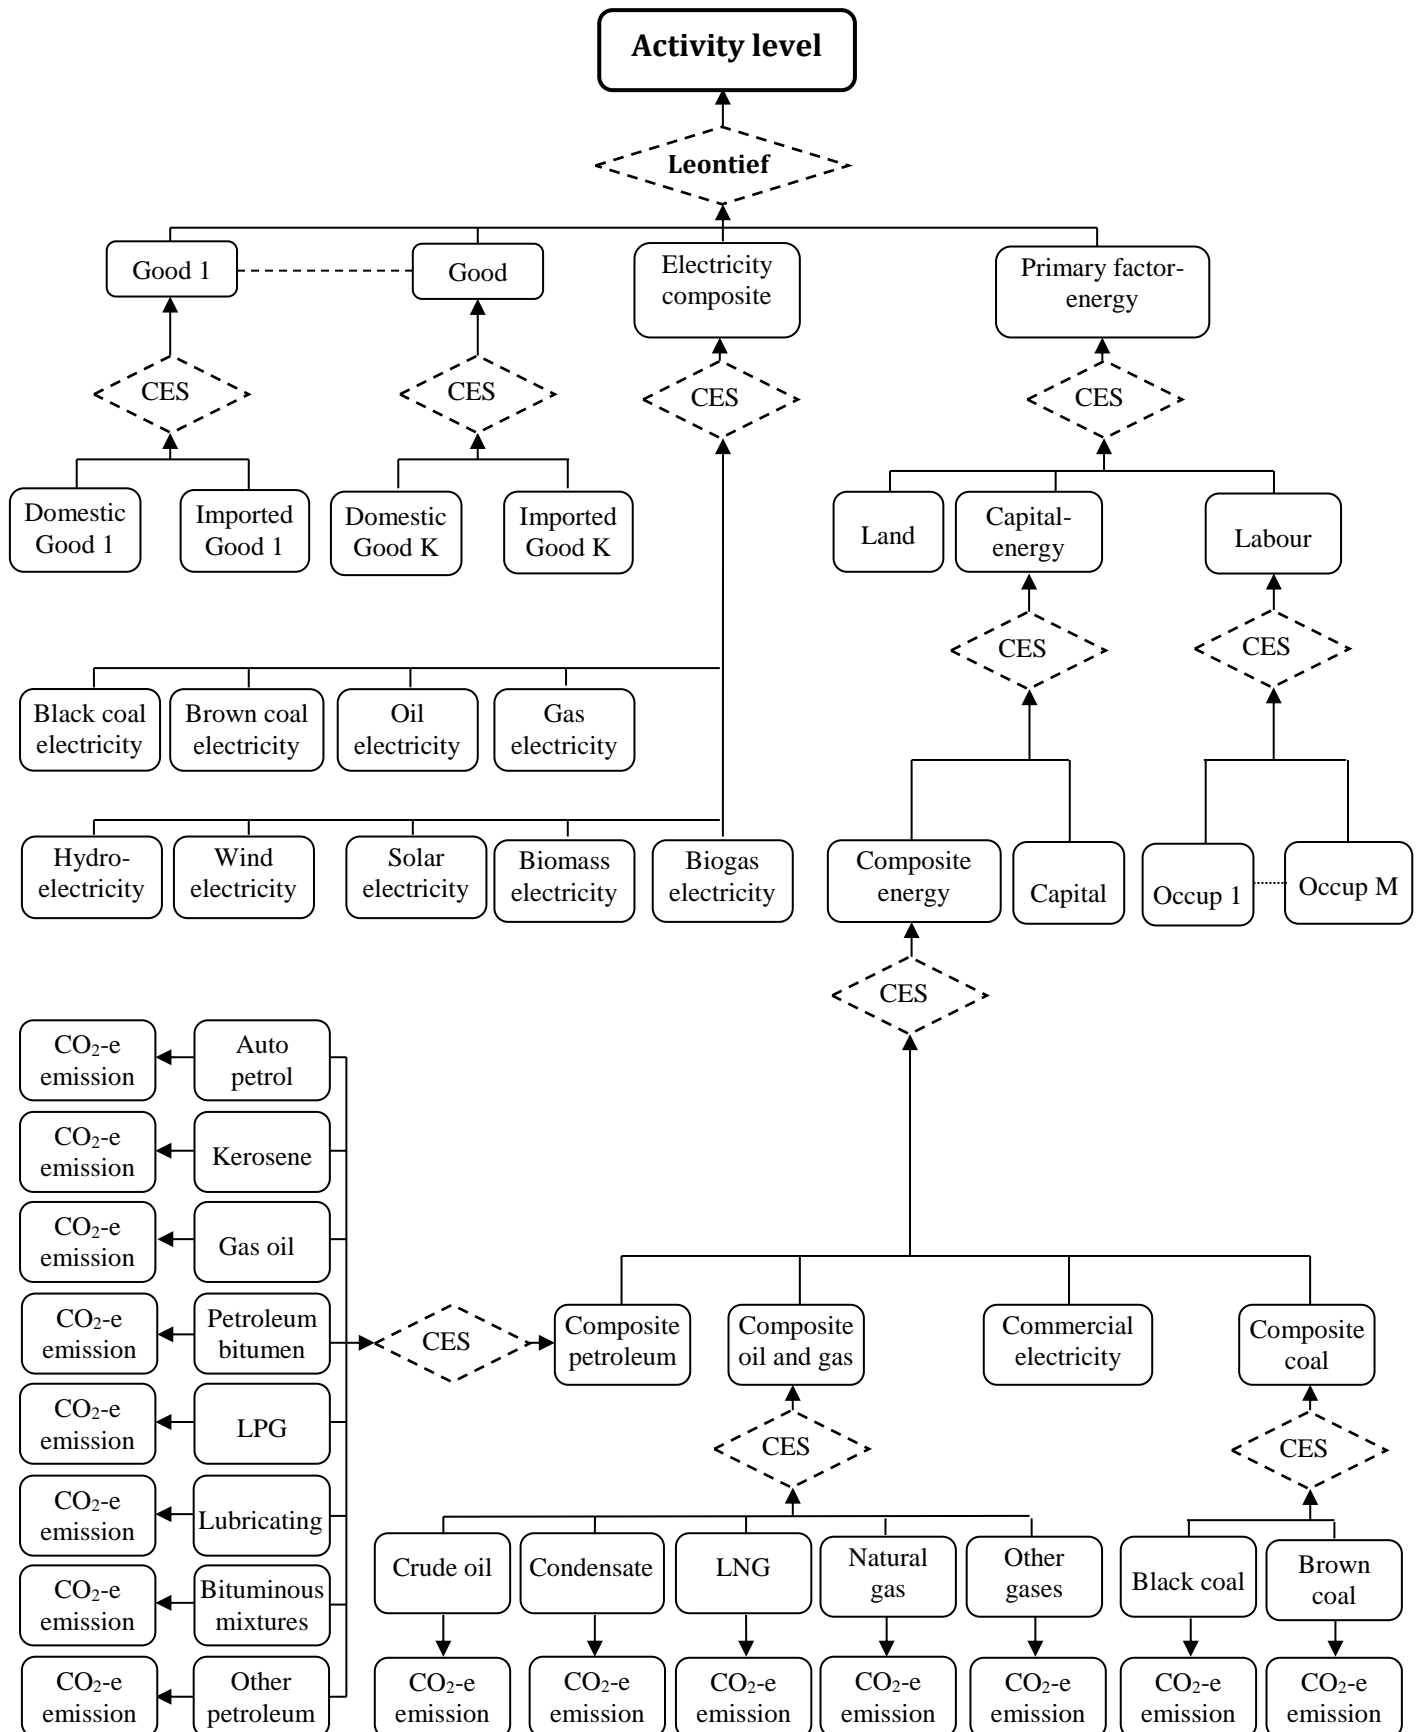 Activity level
Leontief
Good 1
Good
Electricity
composite
Primary factor-
energy
CES
CES
CES
CES
Domestic
Good 1
Imported
Good 1
Domestic
Good K
Imported
Good K
Land
Capital-
energy
Labour
CES
CES
Black coal
electricity
Brown coal
electricity
Oil
electricity
Gas
electricity
Hydro-
electricity
Wind
electricity
Solar
electricity
Biomass
electricity
Biogas
electricity
Composite
energy
Capital
Occup 1
Occup M
CES
CO₂-e
emission
Auto
petrol
CO₂-e
emission
Kerosene
CO₂-e
emission
Gas oil
CO₂-e
emission
Petroleum
bitumen
CES
Composite
petroleum
Composite
oil and gas
Commercial
electricity
Composite
coal
CO₂-e
emission
LPG
CES
CES
CO₂-e
emission
Lubricating
Crude oil
Condensate
LNG
Natural
gas
Other
gases
Black coal
Brown
coal
CO₂-e
emission
Bituminous
mixtures
CO₂-e
emission
Other
petroleum
CO₂-e
emission
CO₂-e
emission
CO₂-e
emission
CO₂-e
emission
CO₂-e
emission
CO₂-e
emission
CO₂-e
emission